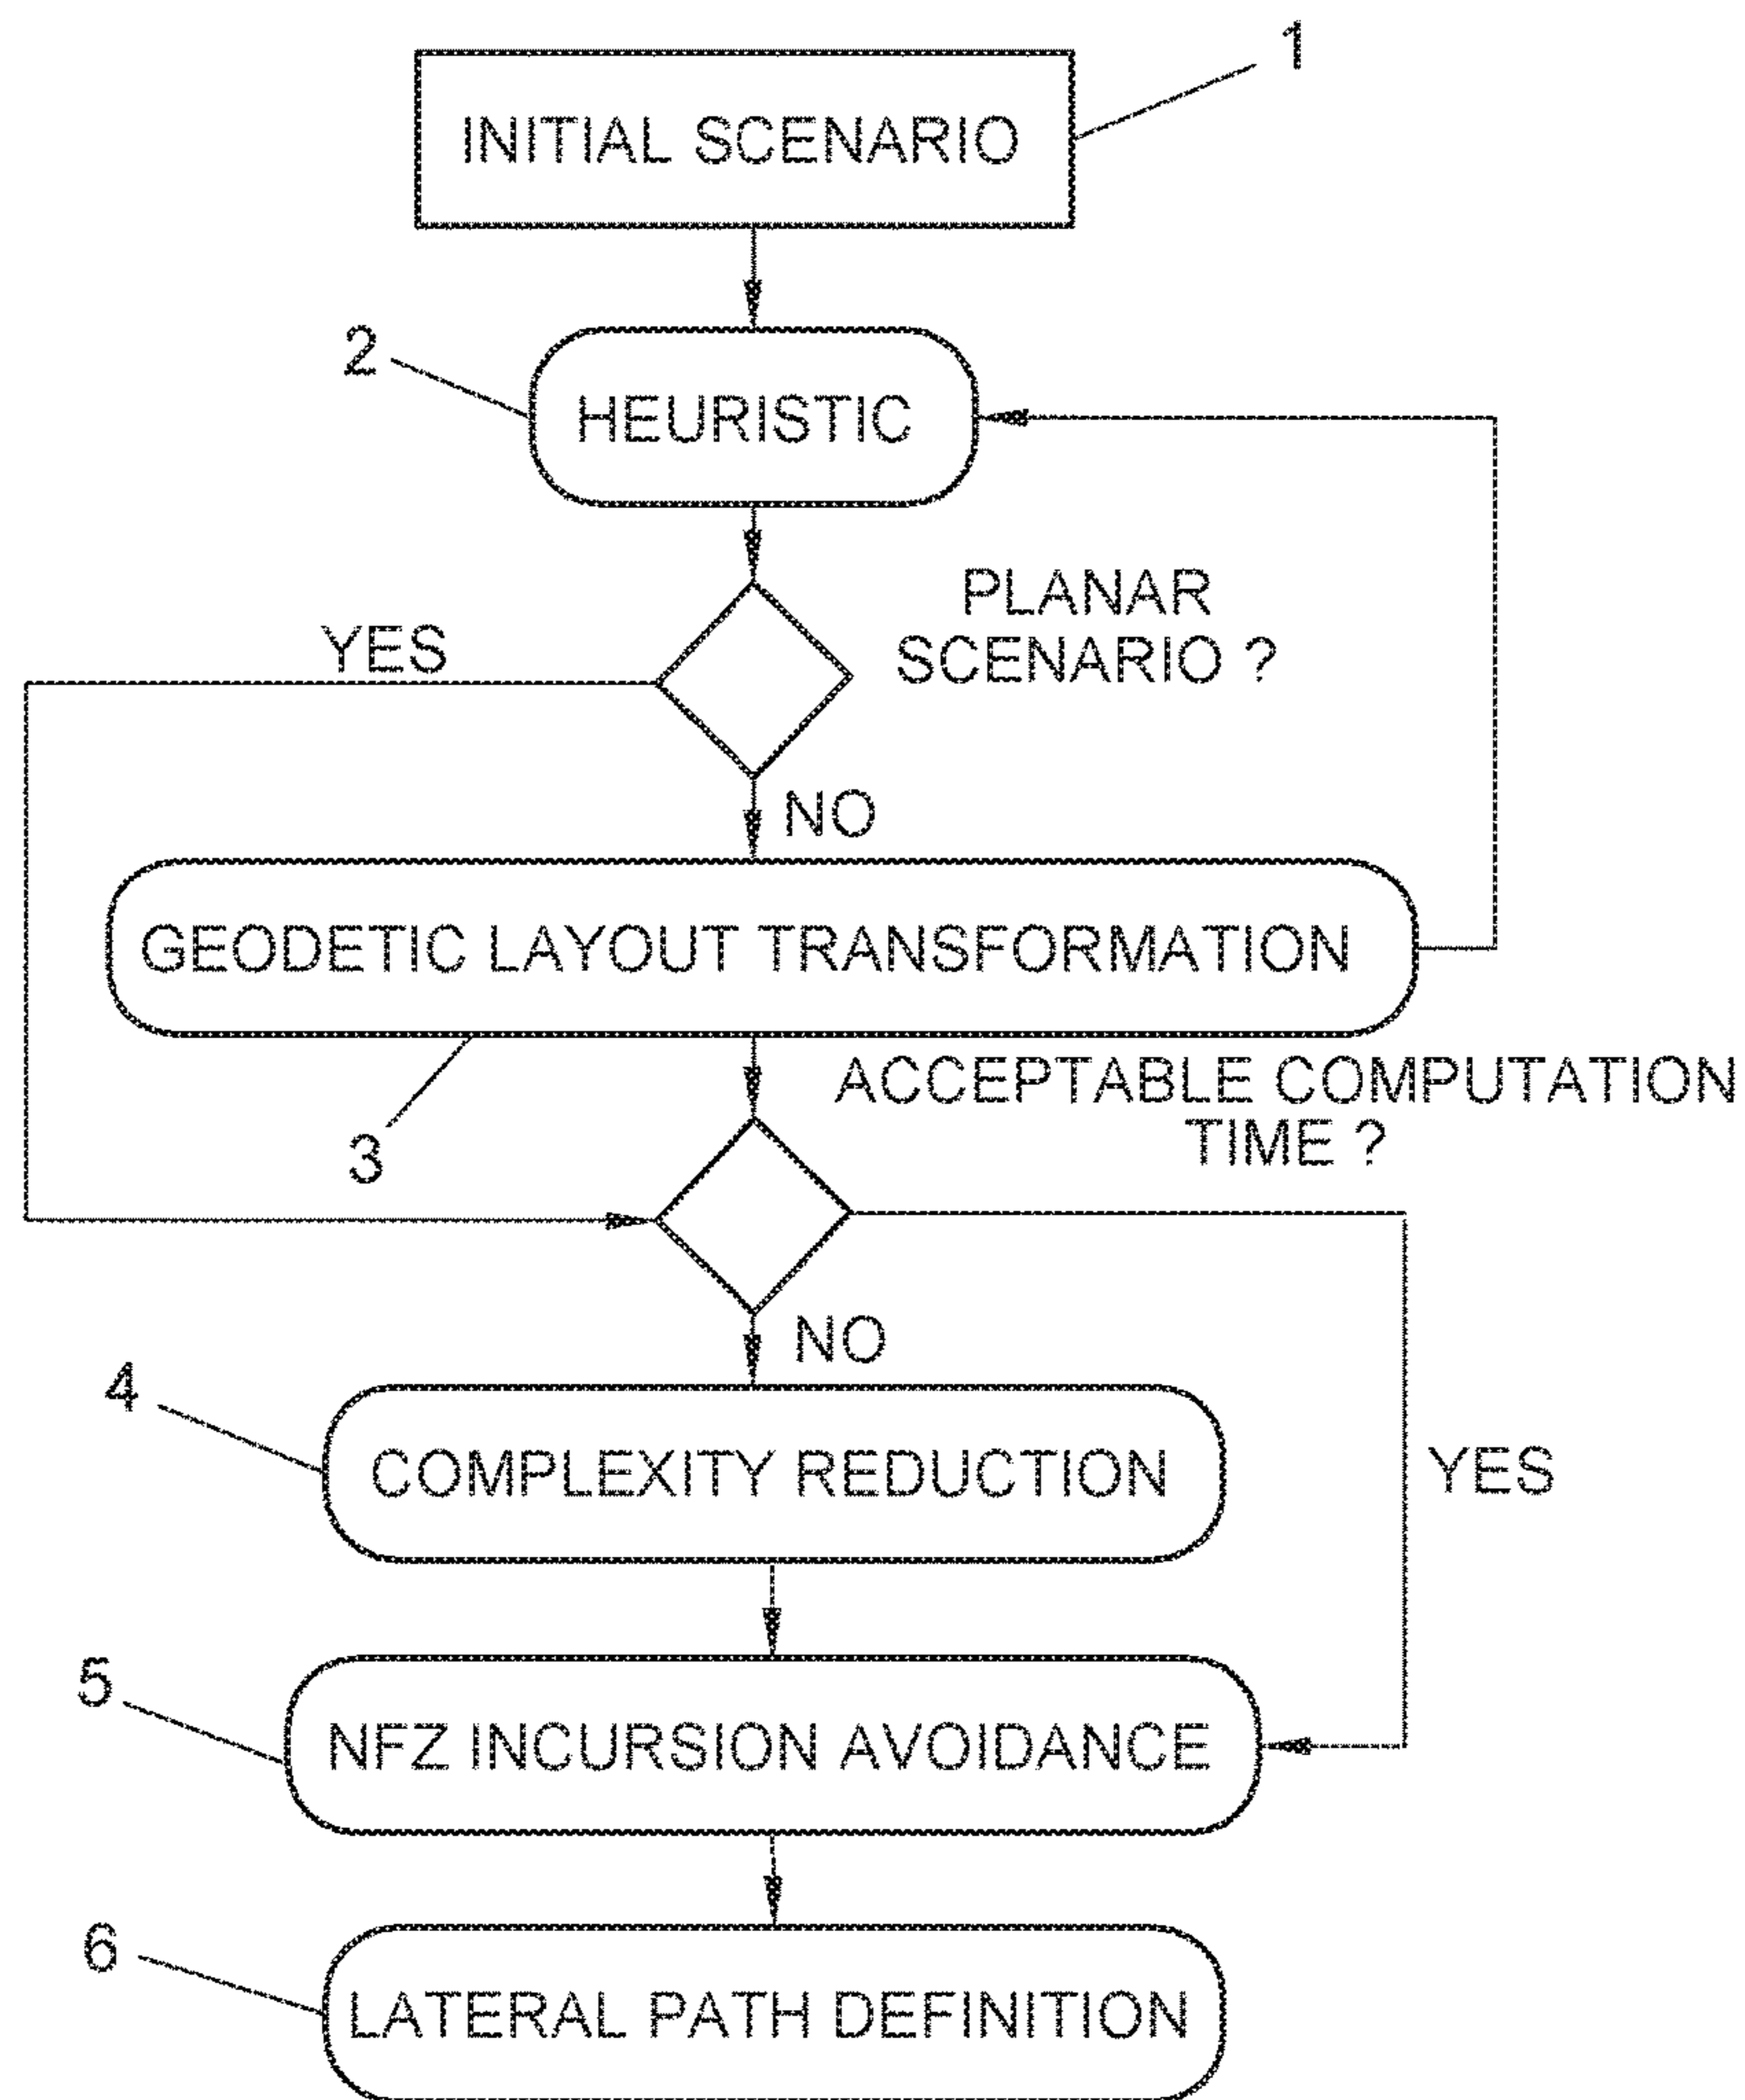 1
INITIAL SCENARIO
2
HEURISTIC
PLANAR
SCENARIO ?
YES
NO
GEODETIC LAYOUT TRANSFORMATION
ACCEPTABLE COMPUTATION
TIME ?
3
NO
4
COMPLEXITY REDUCTION
YES
5
NFZ INCURSION AVOIDANCE
6
LATERAL PATH DEFINITION